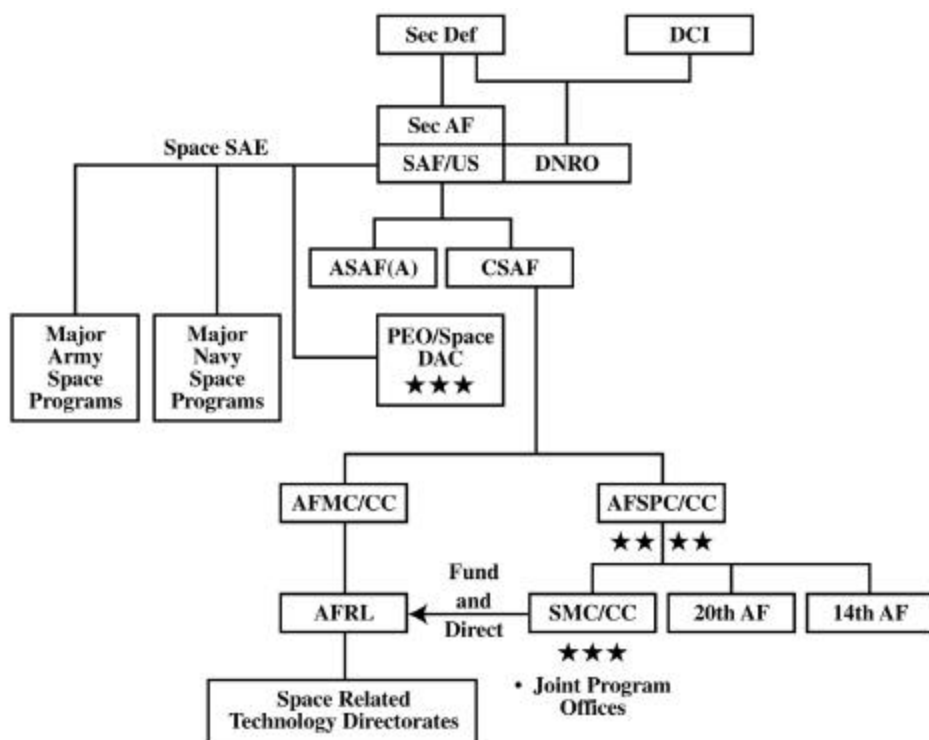 Sec Def
DCI
Sec AF
Space SAE
SAF/US
DNRO
ASAF(A)
CSAF
Major
Army
Space
Programs
Major
Navy
Space
Programs
PEO/Space
DAC
★★★
AFMC/CC
AFSPC/CC
★★ ★★
Fund
and
Direct
AFRL
SMC/CC
20th AF
14th AF
★★★
• Joint Program
Offices
Space Related
Technology Directorates